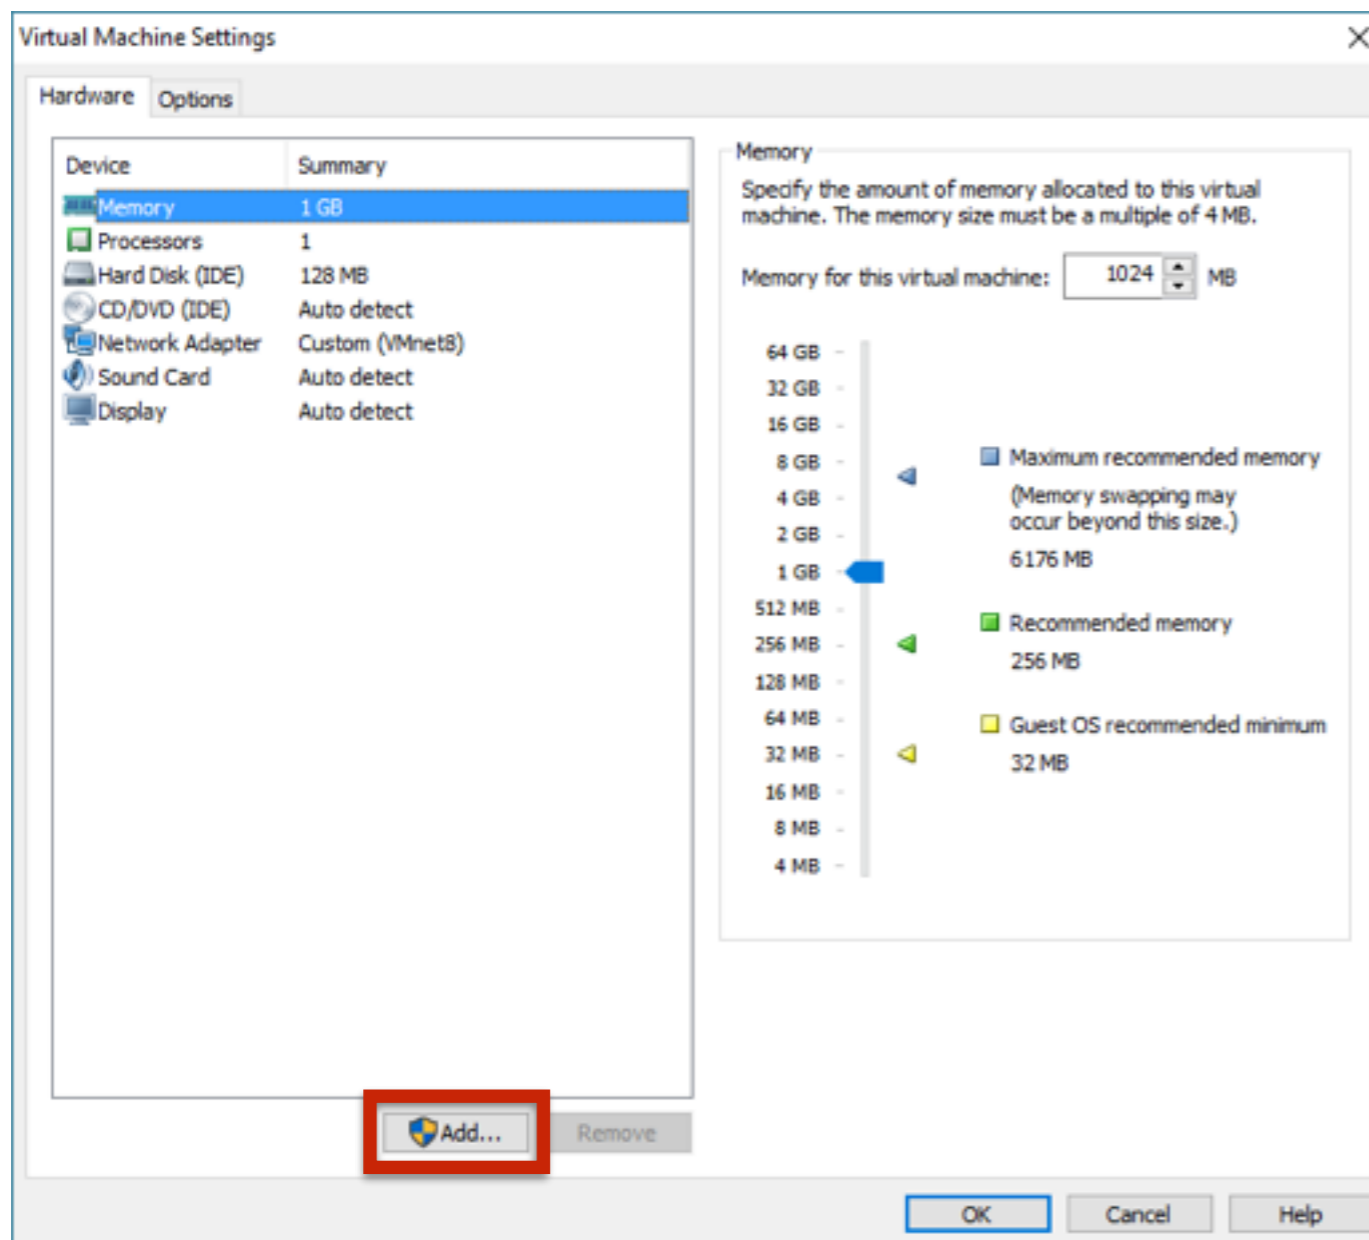 Virtual Machine Settings
Hardware
Options
Device Summary
Memory 1 GB
Processors 1
Hard Disk (IDE) 128 MB
CD/DVD (IDE) Auto detect
Network Adapter Custom (VMnet8)
Sound Card Auto detect
Display Auto detect
Add...
Remove
Memory
Specify the amount of memory allocated to this virtual
machine. The memory size must be a multiple of 4 MB.
Memory for this virtual machine: 1024 MB
64 GB
32 GB
16 GB
8 GB
4 GB
2 GB
1 GB
512 MB
256 MB
128 MB
64 MB
32 MB
16 MB
8 MB
4 MB
Maximum recommended memory
(Memory swapping may
occur beyond this size.)
6176 MB
Recommended memory
256 MB
Guest OS recommended minimum
32 MB
OK
Cancel
Help